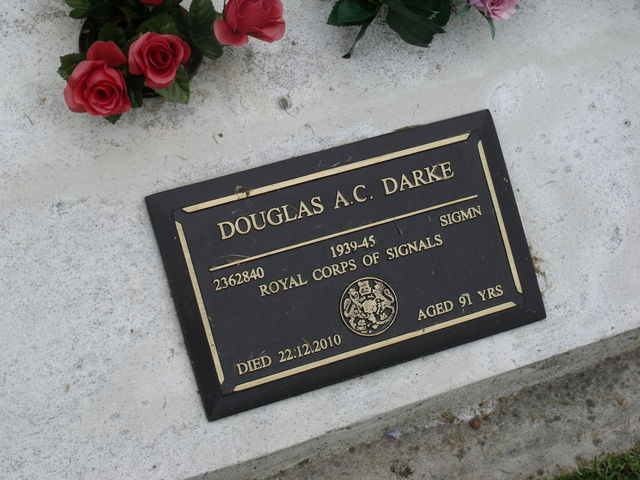 DOUGLAS A.C. DARKE
2362840 1939-45 SIGMN
ROYAL CORPS OF SIGNALS
DIED 22.12.2010 AGED 91 YRS